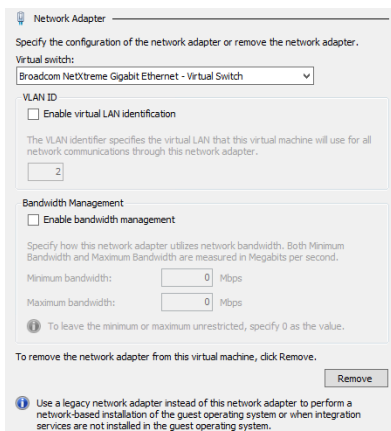 Network Adapter
Specify the configuration of the network adapter or remove the network adapter.
Virtual switch:
Broadcom NetXtreme Gigabit Ethernet - Virtual Switch
VLAN ID
Enable virtual LAN identification
The VLAN identifier specifies the virtual LAN that this virtual machine will use for all
network communications through this network adapter.
2
Bandwidth Management
Enable bandwidth management
Specify how this network adapter utilizes network bandwidth. Both Minimum
Bandwidth and Maximum Bandwidth are measured in Megabits per second.
Minimum bandwidth: 0 Mbps
Maximum bandwidth: 0 Mbps
To leave the minimum or maximum unrestricted, specify 0 as the value.
To remove the network adapter from this virtual machine, click Remove.
Remove
Use a legacy network adapter instead of this network adapter to perform a
network-based installation of the guest operating system or when integration
services are not installed in the guest operating system.